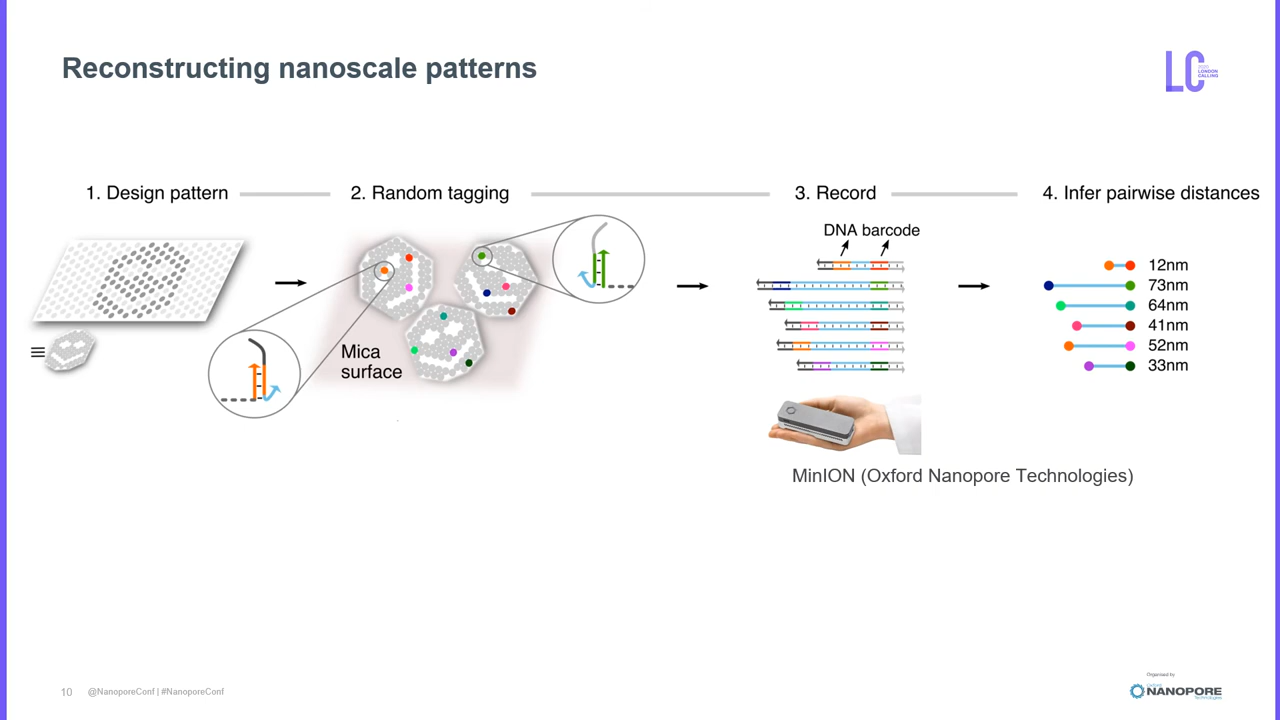 Reconstructing nanoscale patterns
LC
2020
LONDON
CALLING
1. Design pattern
2. Random tagging
3. Record
4. Infer pairwise distances
DNA barcode
12nm
73nm
64nm
41nm
52nm
33nm
Mica
surface
MinION (Oxford Nanopore Technologies)
10
@NanoporeConf | #NanoporeConf
Organised by
OXFORD
NANOPORE
Technologies